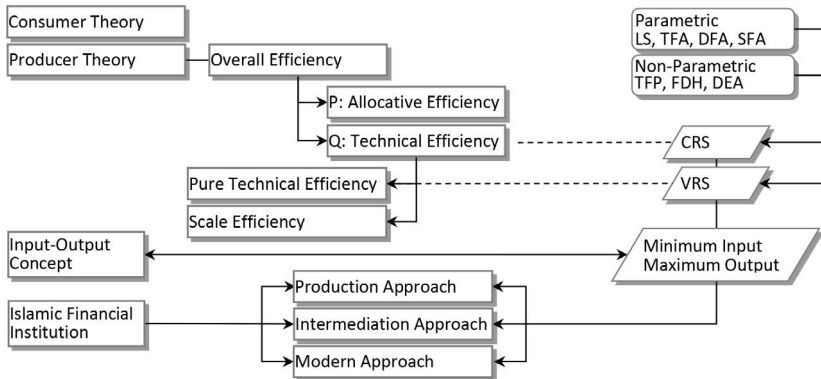 Consumer Theory
Producer Theory
Overall Efficiency
P: Allocative Efficiency
Q: Technical Efficiency
Pure Technical Efficiency
Scale Efficiency
Parametric
LS, TFA, DFA, SFA
Non-Parametric
TFP, FDH, DEA
CRS
VRS
Input-Output
Concept
Minimum Input
Maximum Output
Islamic Financial
Institution
Production Approach
Intermediation Approach
Modern Approach